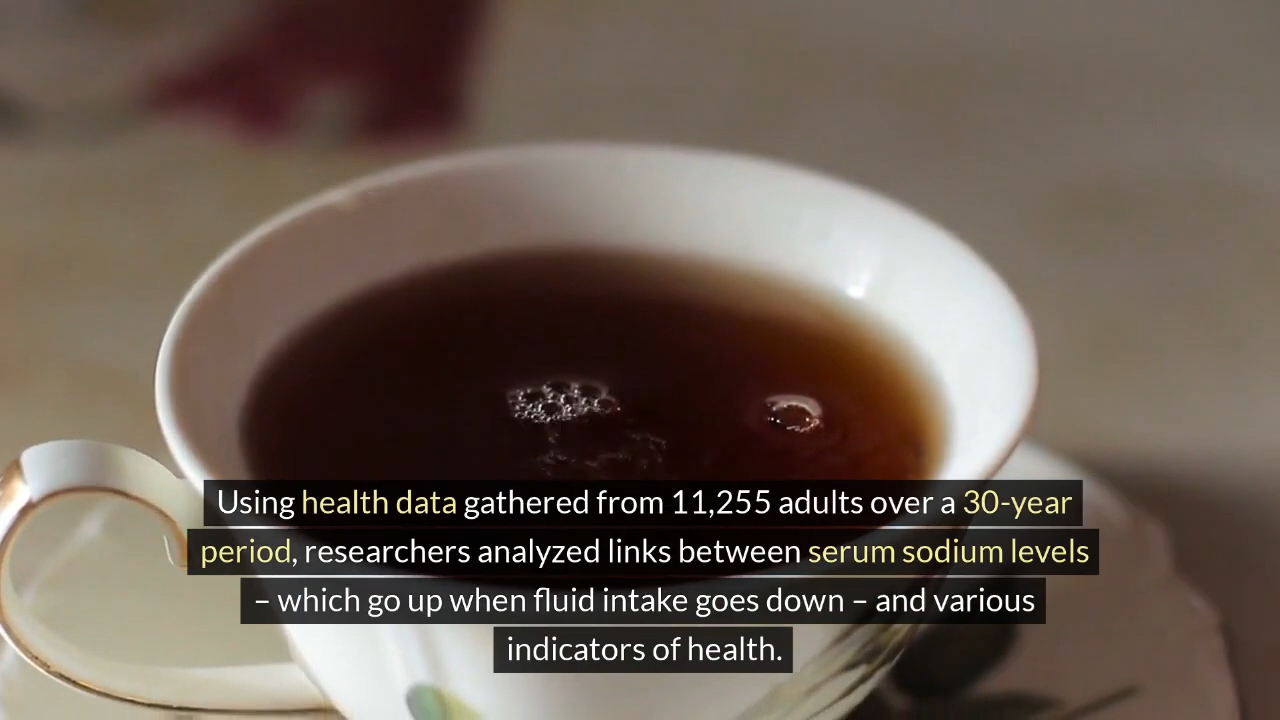 Using health data gathered from 11,255 adults over a 30-year
period, researchers analyzed links between serum sodium levels
– which go up when fluid intake goes down – and various
indicators of health.